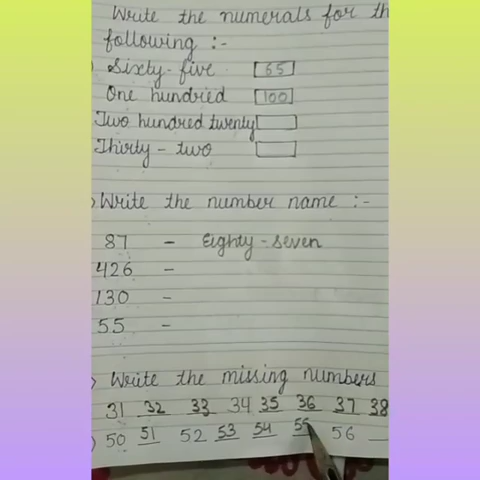 Write the numerals for th
following :-
Sixty-five 65
One hundred 100
Two hundred twenty
Thirty-two
Write the number name :-
87 - Eighty-seven
426 -
130 -
55 -
Write the missing numbers
31 32 33 34 35 36 37 38
50 51 52 53 54 55 56